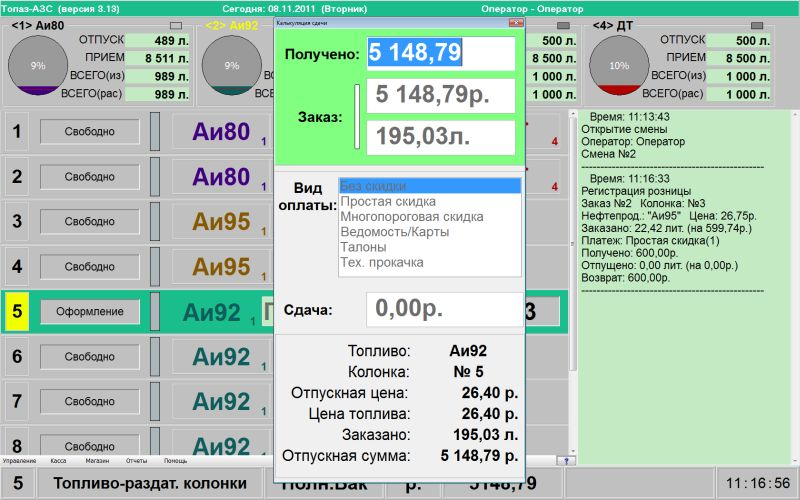 Топаз-АЗС (версия 3.13) Сегодня: 08.11.2011 (Вторник) Оператор - Оператор
<1> Аи80
9%
ОТПУСК 489 л.
ПРИЕМ 8 511 л.
ВСЕГО(из) 989 л.
ВСЕГО(рас) 989 л.
<2> Аи92
9%
500 л.
8 500 л.
1 000 л.
1 000 л.
<4> ДТ
10%
ОТПУСК 500 л.
ПРИЕМ 8 500 л.
ВСЕГО(из) 1 000 л.
ВСЕГО(рас) 1 000 л.
1 Свободно Аи80 1 4
2 Свободно Аи80 1 4
3 Свободно Аи95
4 Свободно Аи95
5 Оформление Аи92 1 3
6 Свободно Аи92 1
7 Свободно Аи92 1
8 Свободно Аи92
Калькуляция сдачи
Получено: 5 148,79
Заказ: 5 148,79р.
195,03л.
Вид оплаты:
Без скидки
Простая скидка
Многопороговая скидка
Ведомость/Карты
Талоны
Тех. прокачка
Сдача: 0,00р.
Топливо: Аи92
Колонка: № 5
Отпускная цена: 26,40 р.
Цена топлива: 26,40 р.
Заказано: 195,03 л.
Отпускная сумма: 5 148,79 р.
Время: 11:13:43
Открытие смены
Оператор: Оператор
Смена №2
Время: 11:16:33
Регистрация розницы
Заказ №2 Колонка: №3
Нефтепрод.: "Аи95" Цена: 26,75р.
Заказано: 22,42 лит. (на 599,74р.)
Платеж: Простая скидка(1)
Получено: 600,00р.
Отпущено: 0,00 лит. (на 0,00р.)
Возврат: 600,00р.
Управление Касса Магазин Отчеты Помощь ?
5 Топливо-раздат. колонки Полн.Бак р. 5148,79 11:16:56